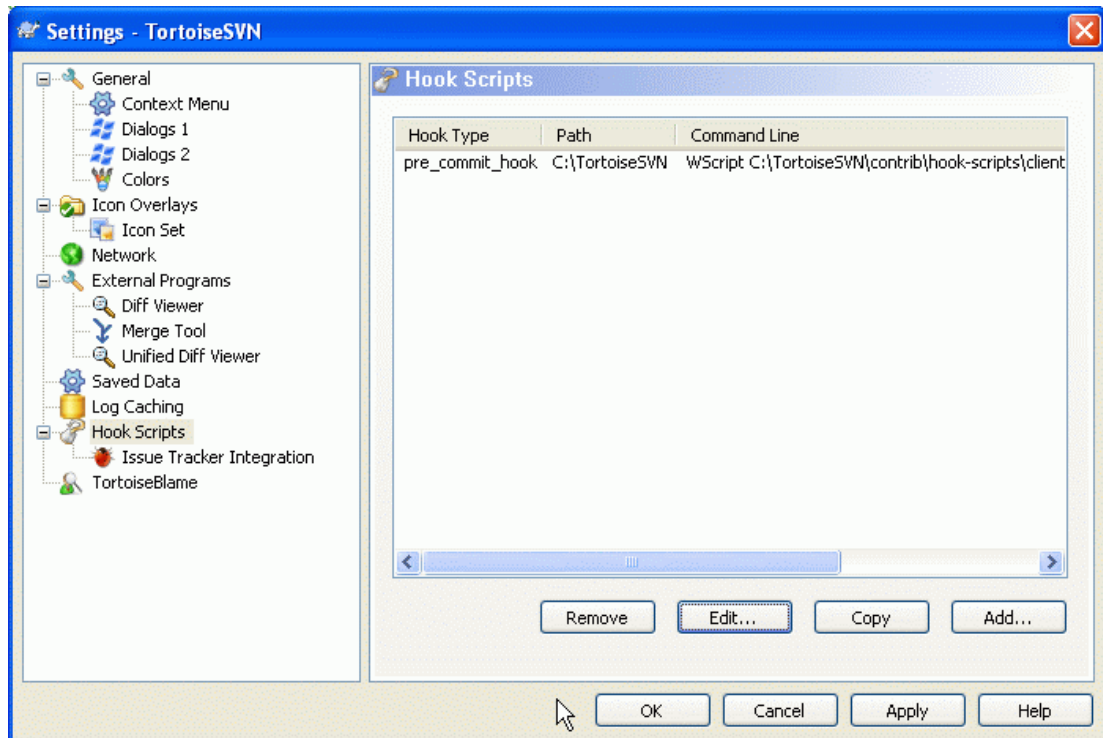 Settings - TortoiseSVN
General
Context Menu
Dialogs 1
Dialogs 2
Colors
Icon Overlays
Icon Set
Network
External Programs
Diff Viewer
Merge Tool
Unified Diff Viewer
Saved Data
Log Caching
Hook Scripts
Issue Tracker Integration
TortoiseBlame
Hook Scripts
Hook Type Path Command Line
pre_commit_hook C:\TortoiseSVN WScript C:\TortoiseSVN\contrib\hook-scripts\client
Remove Edit... Copy Add...
OK Cancel Apply Help